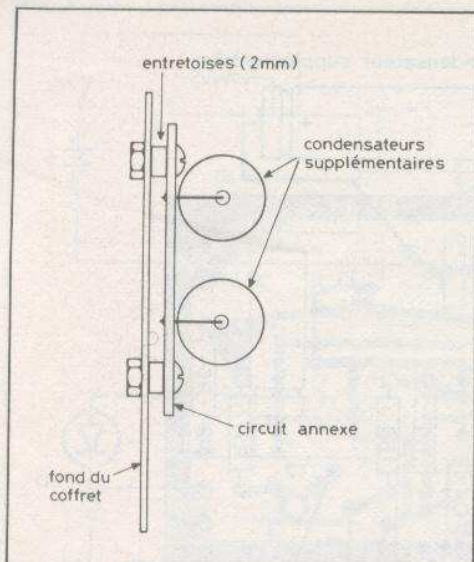 entretoises (2mm)
condensateurs
supplémentaires
circuit annexe
fond du
coffret